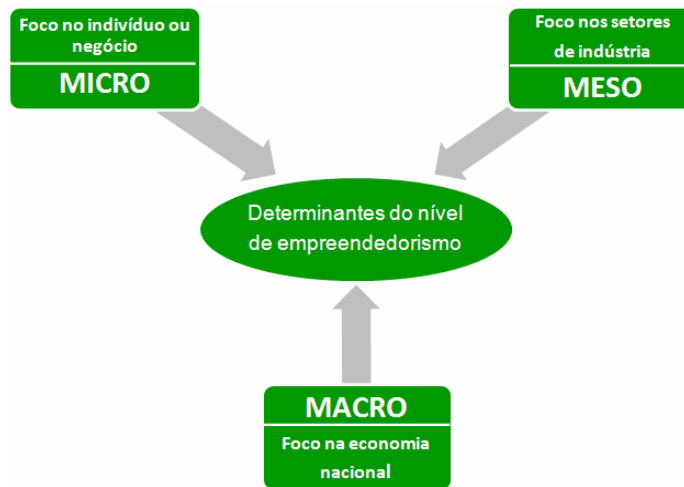 Foco no indivíduo ou
negócio
MICRO
Foco nos setores
de indústria
MESO
Determinantes do nível
de empreendedorismo
MACRO
Foco na economia
nacional